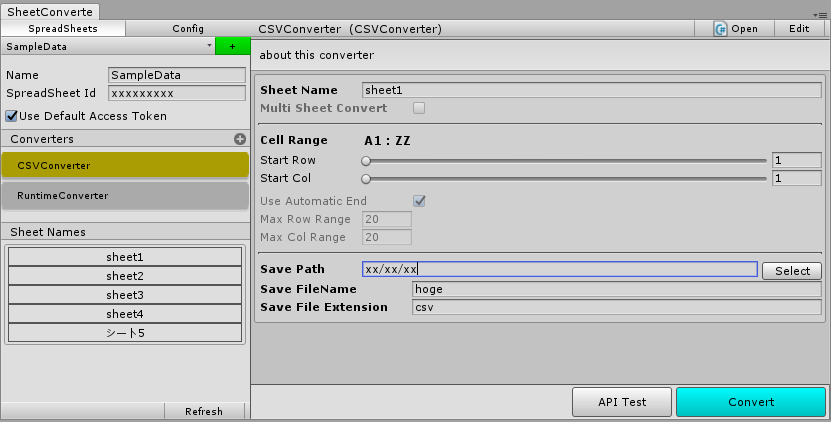 SheetConverte
SpreadSheets
Config
SampleData
+
Name
SampleData
SpreadSheet Id
xxxxxxxxx
Use Default Access Token
Converters
CSVConverter
RuntimeConverter
Sheet Names
sheet1
sheet2
sheet3
sheet4
シート5
Refresh
CSVConverter (CSVConverter)
Open
Edit
about this converter
Sheet Name
sheet1
Multi Sheet Convert
Cell Range
A1 : ZZ
Start Row
1
Start Col
1
Use Automatic End
Max Row Range
20
Max Col Range
20
Save Path
xx/xx/xx
Select
Save FileName
hoge
Save File Extension
csv
API Test
Convert